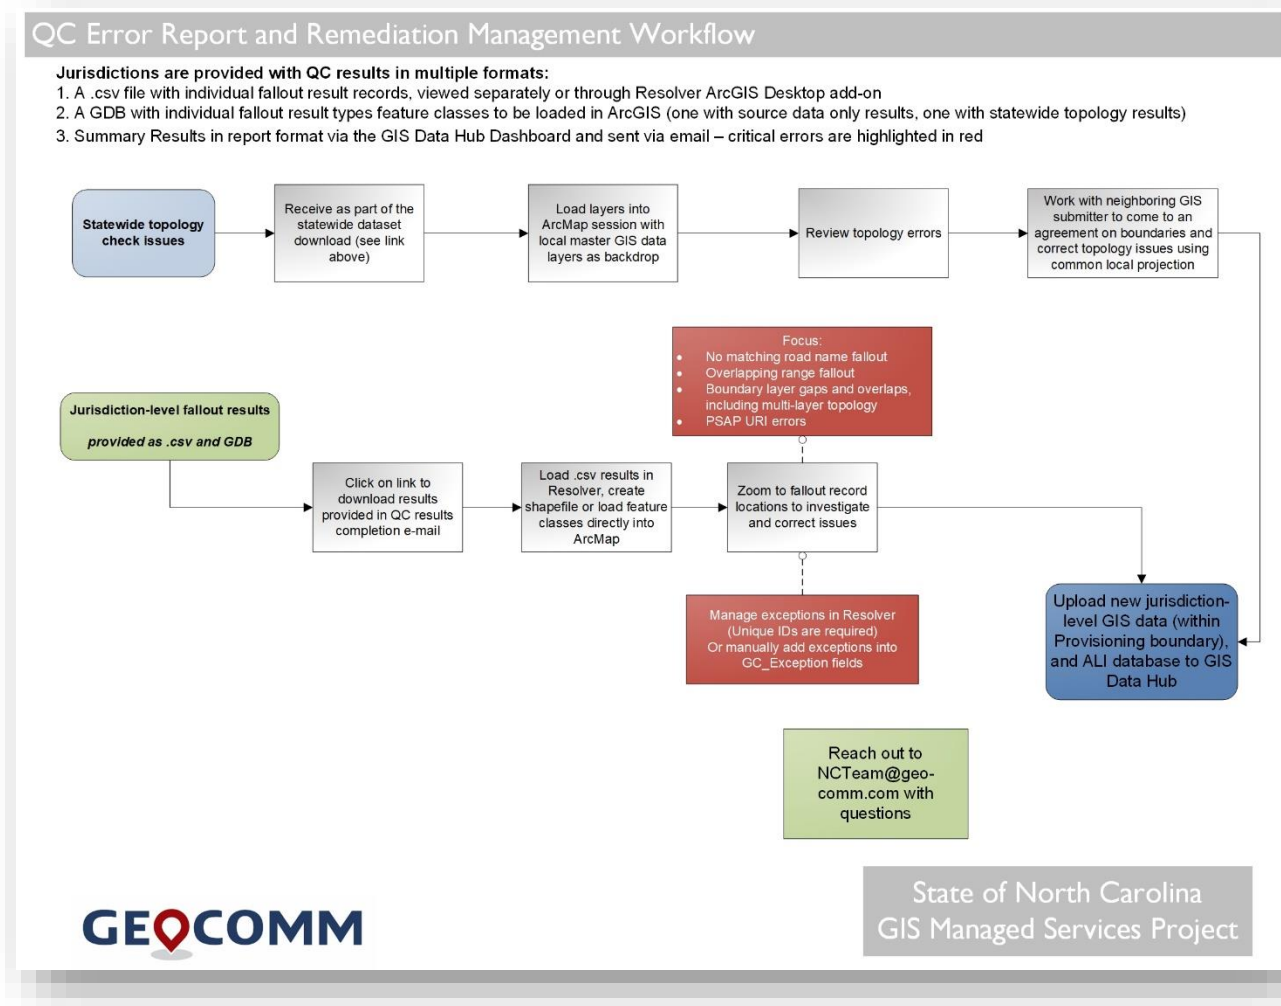 QC Error Report and Remediation Management Workflow
Jurisdictions are provided with QC results in multiple formats:
1. A .csv file with individual fallout result records, viewed separately or through Resolver ArcGIS Desktop add-on
2. A GDB with individual fallout result types feature classes to be loaded in ArcGIS (one with source data only results, one with statewide topology results)
3. Summary Results in report format via the GIS Data Hub Dashboard and sent via email – critical errors are highlighted in red
Statewide topology
check issues
Receive as part of the
statewide dataset
download (see link
above)
Load layers into
ArcMap session with
local master GIS data
layers as backdrop
Review topology errors
Work with neighboring GIS
submitter to come to an
agreement on boundaries and
correct topology issues using
common local projection
Focus:
• No matching road name fallout
• Overlapping range fallout
• Boundary layer gaps and overlaps,
including multi-layer topology
• PSAP URI errors
Jurisdiction-level fallout results
provided as .csv and GDB
Click on link to
download results
provided in QC results
completion e-mail
Load .csv results in
Resolver, create
shapefile or load feature
classes directly into
ArcMap
Zoom to fallout record
locations to investigate
and correct issues
Manage exceptions in Resolver
(Unique IDs are required)
Or manually add exceptions into
GC_Exception fields
Upload new jurisdiction-
level GIS data (within
Provisioning boundary),
and ALI database to GIS
Data Hub
Reach out to
NCTeam@geo-
comm.com with
questions
GEOCOMM
State of North Carolina
GIS Managed Services Project